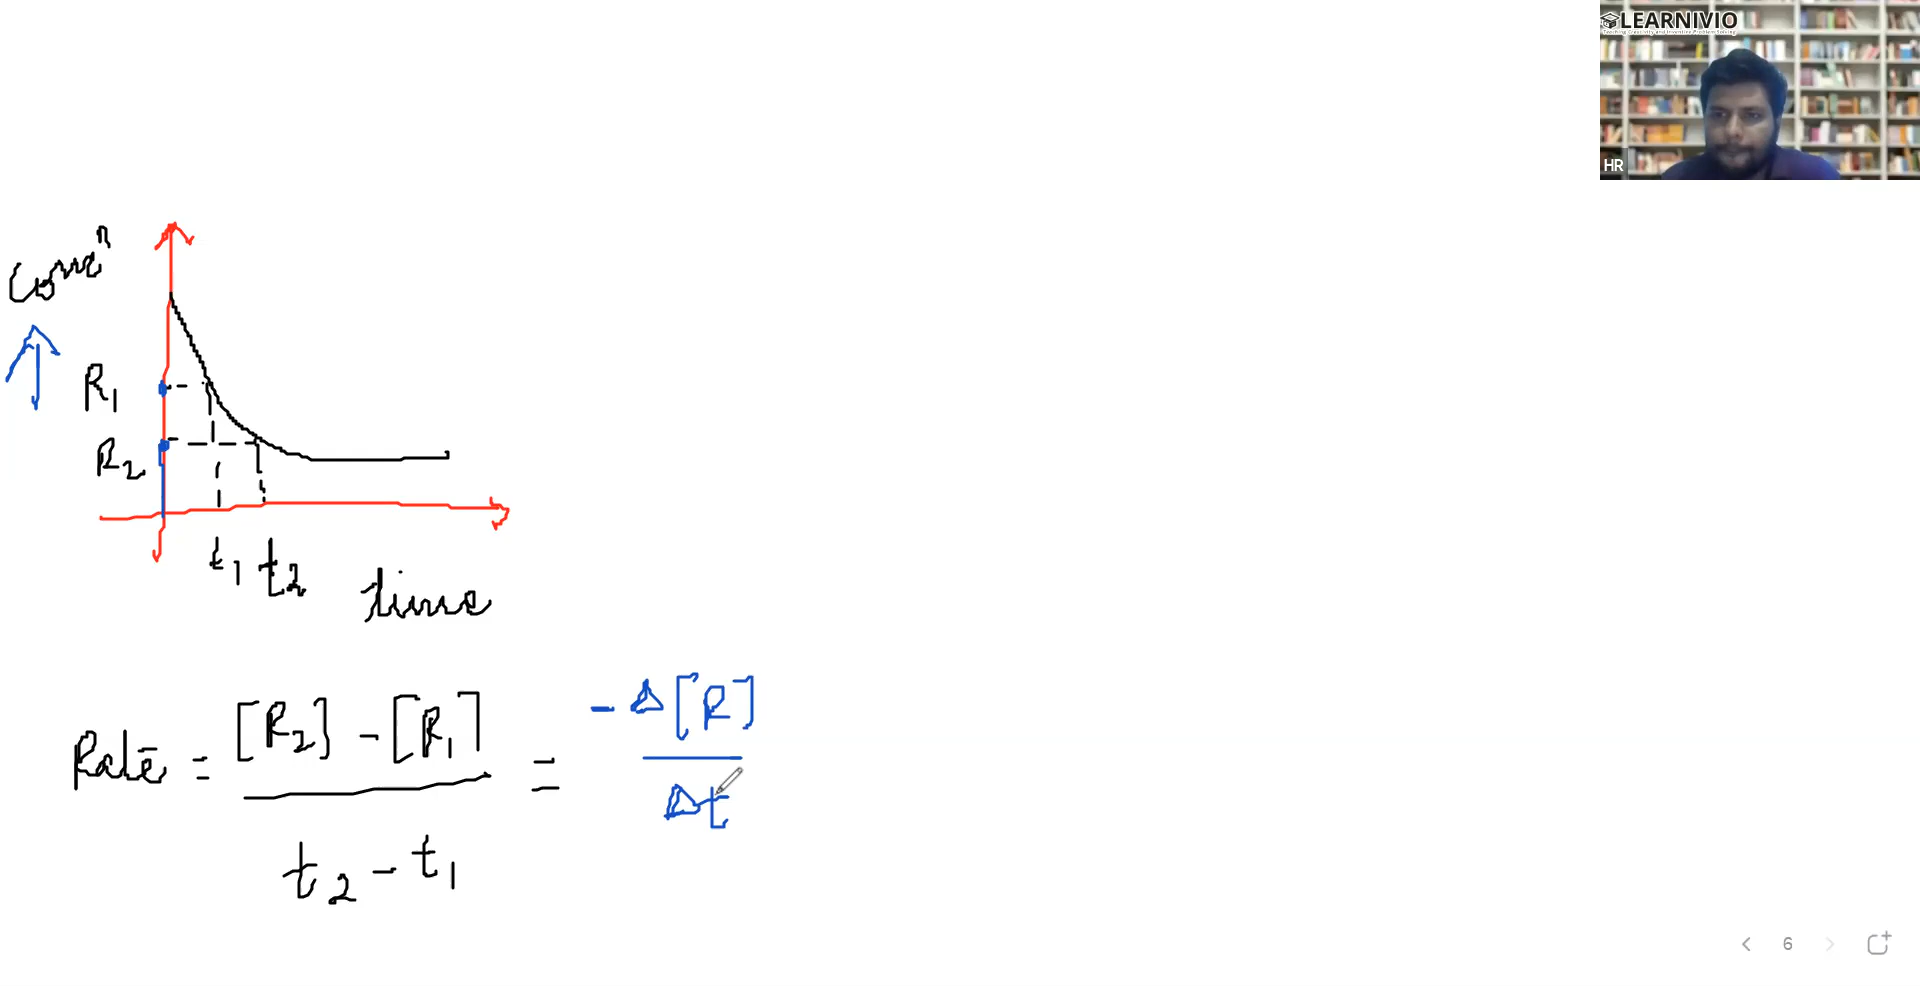 LEARNIVIO
HR
Concⁿ
R₁
R₂
t₁ t₂
time
Rate = [R₂] - [R₁] / t₂ - t₁ = - Δ[R] / Δt
6